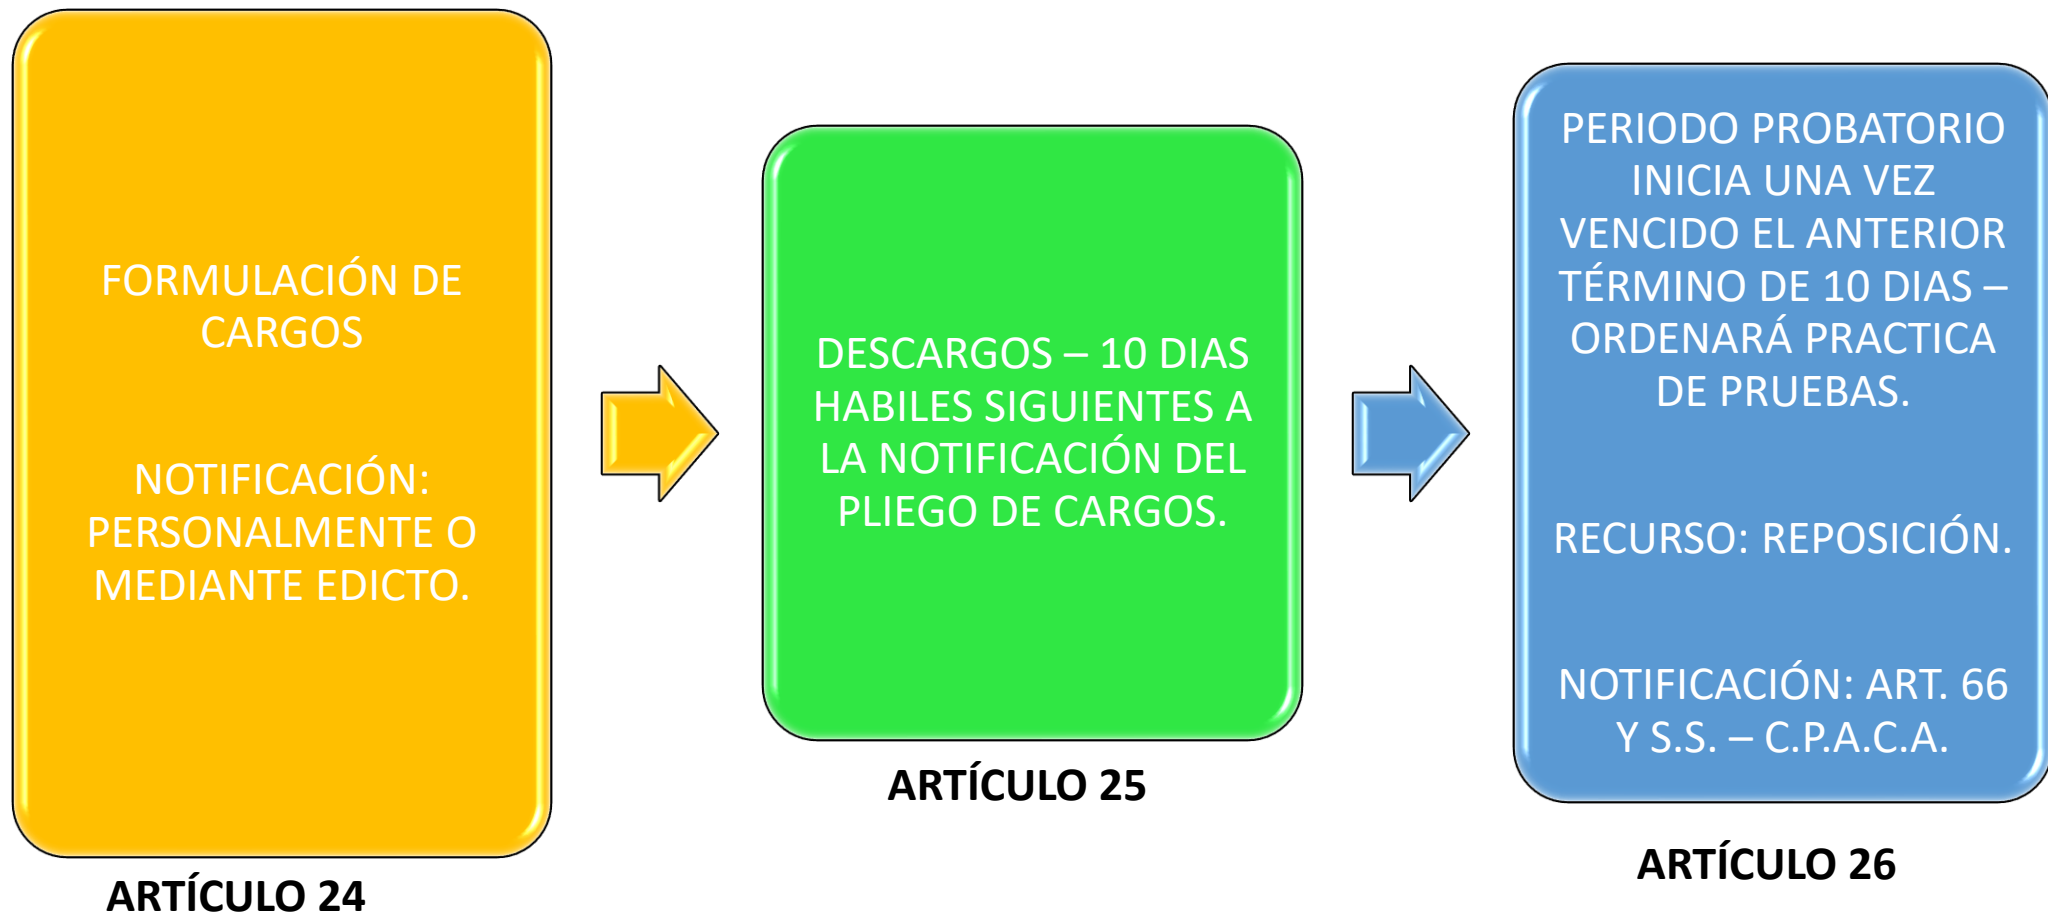 FORMULACIÓN DE
CARGOS
NOTIFICACIÓN:
PERSONALMENTE O
MEDIANTE EDICTO.
ARTÍCULO 24
DESCARGOS – 10 DIAS
HABILES SIGUIENTES A
LA NOTIFICACIÓN DEL
PLIEGO DE CARGOS.
ARTÍCULO 25
PERIODO PROBATORIO
INICIA UNA VEZ
VENCIDO EL ANTERIOR
TÉRMINO DE 10 DIAS –
ORDENARÁ PRACTICA
DE PRUEBAS.
RECURSO: REPOSICIÓN.
NOTIFICACIÓN: ART. 66
Y S.S. – C.P.A.C.A.
ARTÍCULO 26